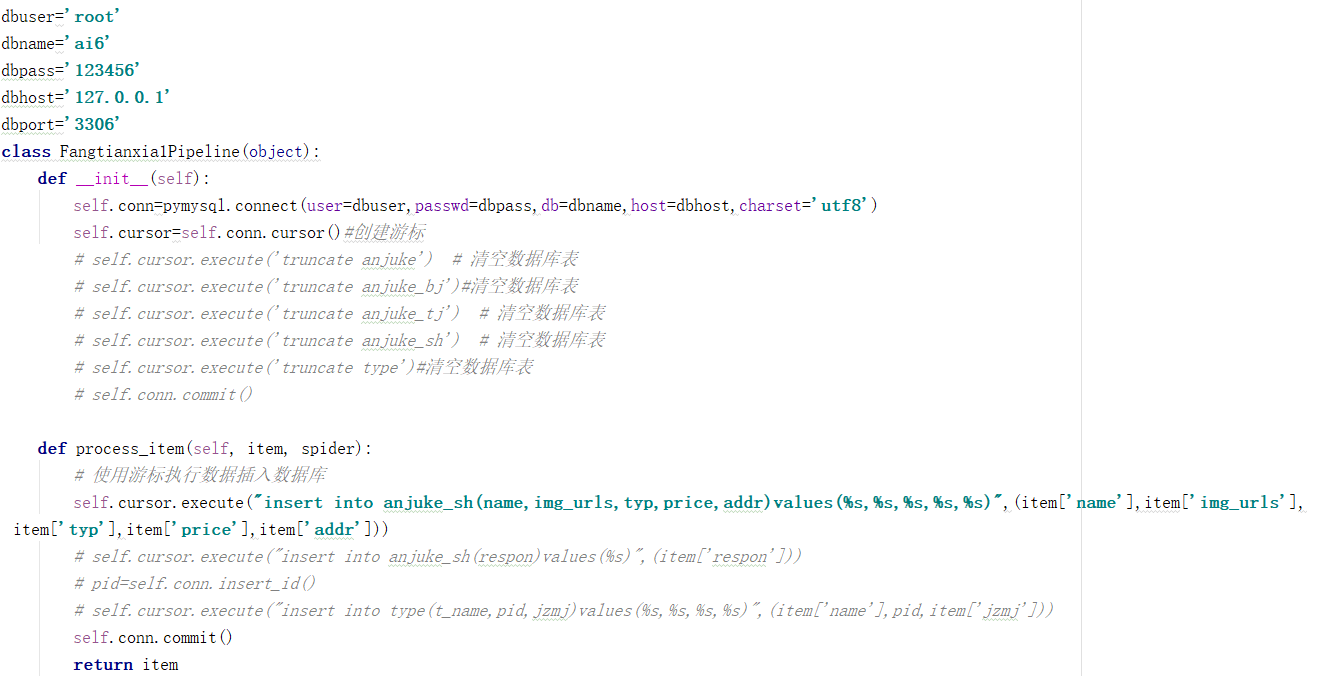 dbuser='root'
dbname='ai6'
dbpass='123456'
dbhost='127.0.0.1'
dbport='3306'
class Fangtianxia1Pipeline(object):
    def __init__(self):
        self.conn=pymysql.connect(user=dbuser,passwd=dbpass,db=dbname,host=dbhost,charset='utf8')
        self.cursor=self.conn.cursor()#创建游标
        # self.cursor.execute('truncate anjuke')  # 清空数据库表
        # self.cursor.execute('truncate anjuke_bj')#清空数据库表
        # self.cursor.execute('truncate anjuke_tj')  # 清空数据库表
        # self.cursor.execute('truncate anjuke_sh')  # 清空数据库表
        # self.cursor.execute('truncate type')#清空数据库表
        # self.conn.commit()

    def process_item(self, item, spider):
        # 使用游标执行数据插入数据库
        self.cursor.execute("insert into anjuke_sh(name,img_urls,typ,price,addr)values(%s,%s,%s,%s,%s)",(item['name'],item['img_urls'],
item['typ'],item['price'],item['addr']))
        # self.cursor.execute("insert into anjuke_sh(respon)values(%s)",(item['respon']))
        # pid=self.conn.insert_id()
        # self.cursor.execute("insert into type(t_name,pid,jzmj)values(%s,%s,%s,%s)",(item['name'],pid,item['jzmj']))
        self.conn.commit()
        return item